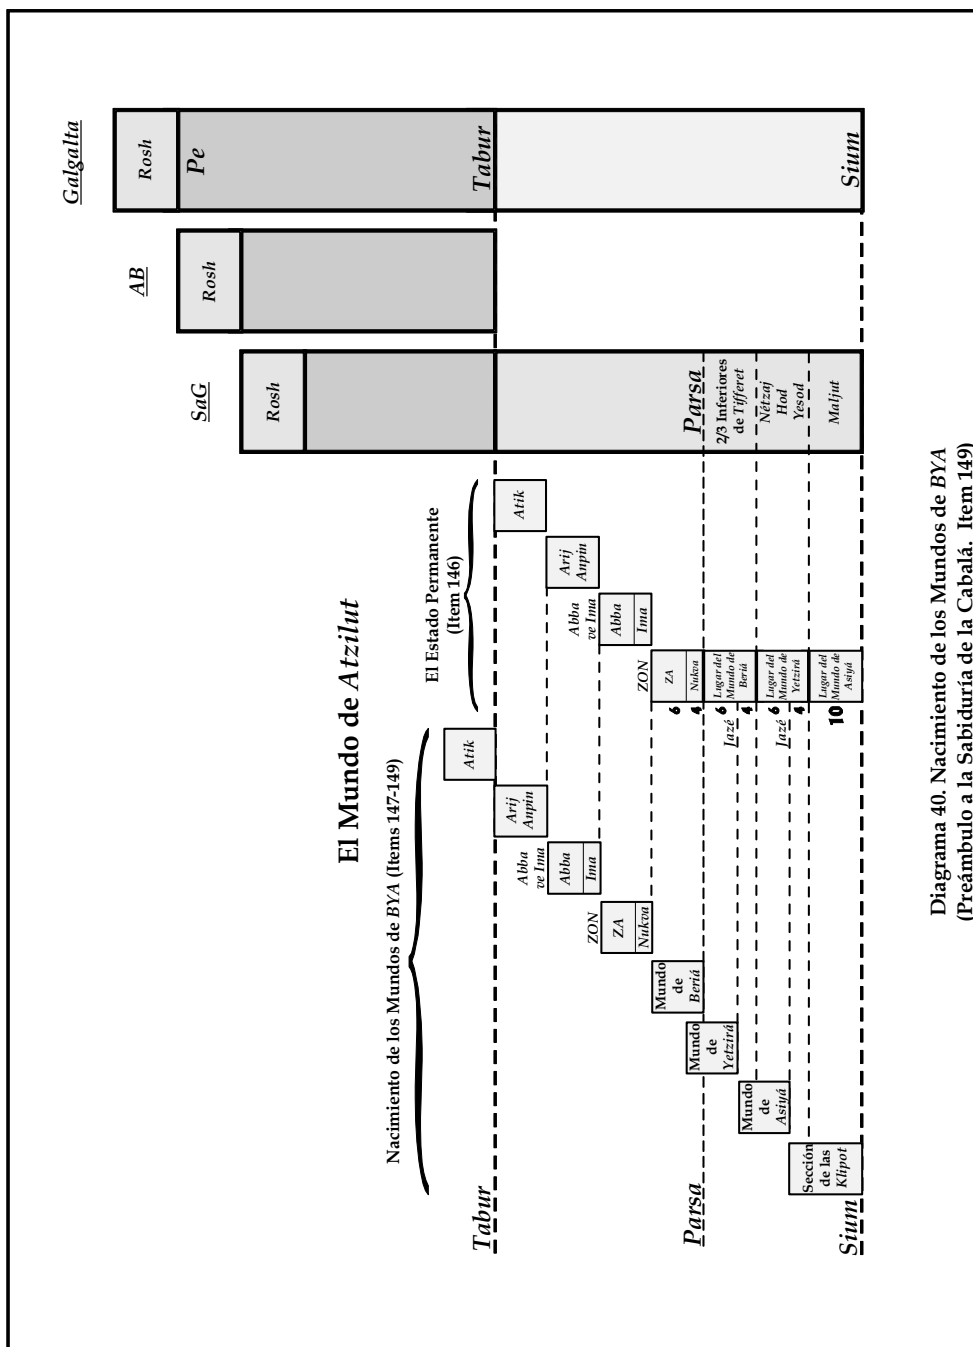 El Mundo de Atzilut
Nacimiento de los Mundos de BYA (Items 147-149)
El Estado Permanente
(Item 146)
SaG
AB
Galgalta
Rosh
Rosh
Rosh
Pe
Tabur
Tabur
Atik
Atik
Arij
Anpin
Arij
Anpin
Abba
ve Ima
Abba
Ima
Abba
ve Ima
Abba
Ima
ZON
ZA
Nukva
ZON
ZA
Nukva
6
4
Mundo
de
Beriá
Parsa
Parsa
Mundo
de
Yetzirá
Jazé
6
4
Lugar del
Mundo de
Beriá
2/3 Inferiores
de Tifferet
Mundo
de
Asiyá
Jazé
6
4
Lugar del
Mundo de
Yetzirá
Nétzaj
Hod
Yesod
Sección
de las
Klipot
10
Lugar del
Mundo de
Asiyá
Maljut
Sium
Sium
Diagrama 40. Nacimiento de los Mundos de BYA
(Preámbulo a la Sabiduría de la Cabalá. Item 149)